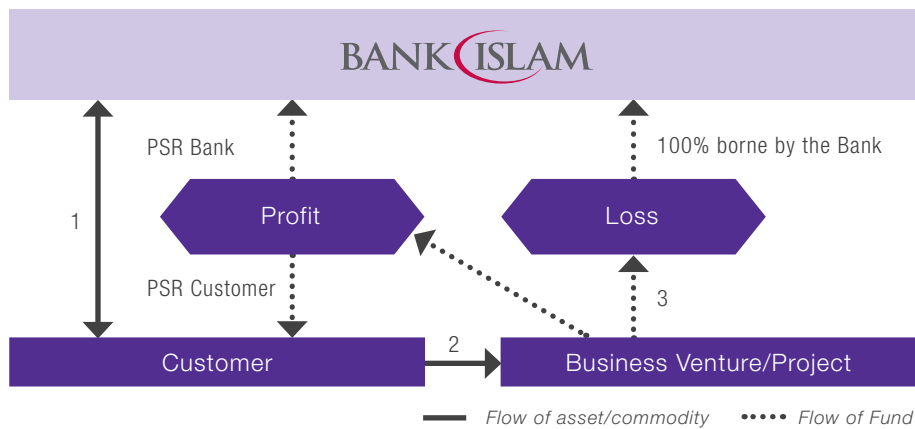 BANK ISLAM
PSR Bank
100% borne by the Bank
Profit
Loss
1
PSR Customer
3
2
Customer
Business Venture/Project
Flow of asset/commodity
Flow of Fund